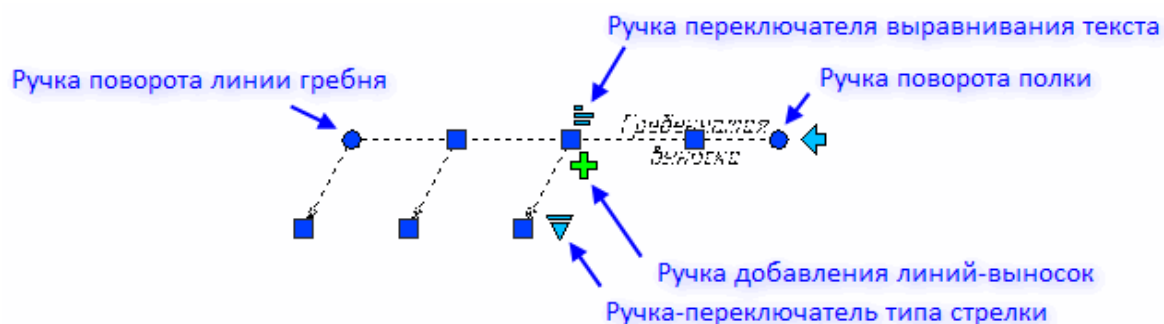 Ручка переключателя выравнивания текста
Ручка поворота линии гребня
Ручка поворота полки
Гребенчатая
выноска
Ручка добавления линий-выносок
Ручка-переключатель типа стрелки